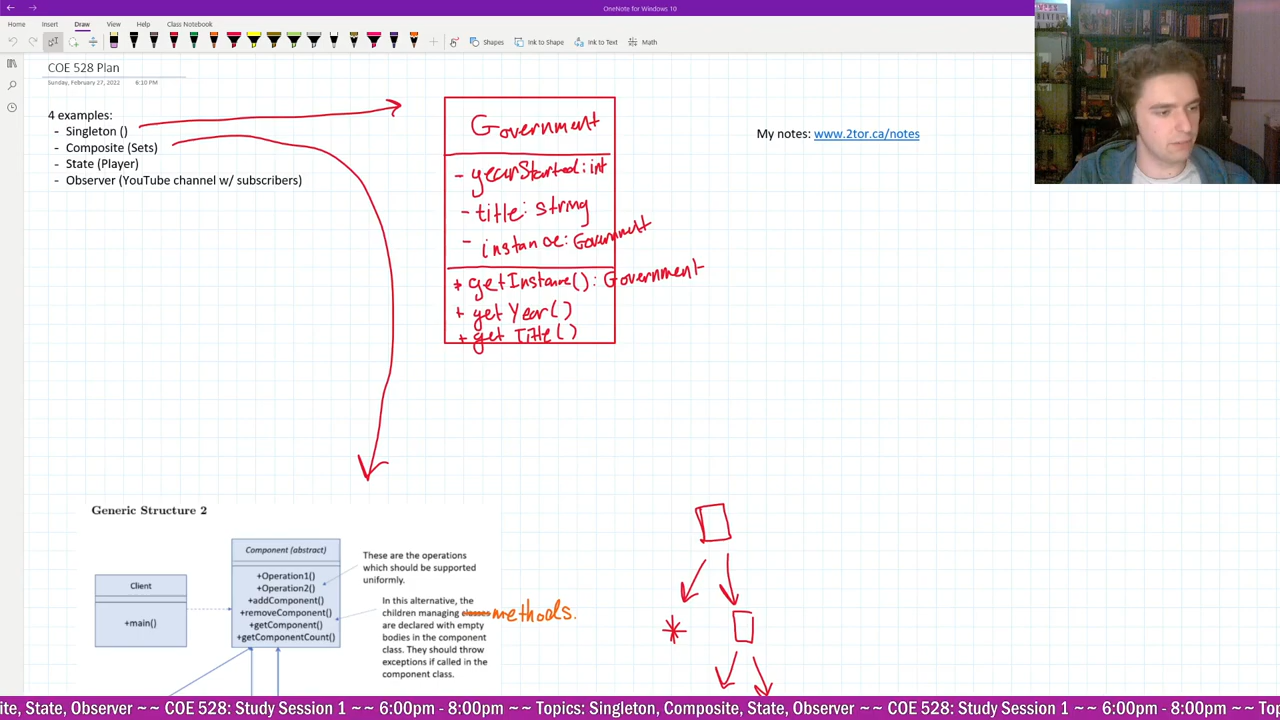 OneNote for Windows 10
Home Insert Draw View Help Class Notebook
Shapes Ink to Shape Ink to Text Math
COE 528 Plan
Sunday, February 27, 2022 6:10 PM
4 examples:
- Singleton ()
- Composite (Sets)
- State (Player)
- Observer (YouTube channel w/ subscribers)
Government
- yearStarted: int
- title: string
- instance: Government
+ getInstance(): Government
+ get Year()
+ get Title()
My notes: www.2tor.ca/notes
Generic Structure 2
Client
+main()
Component (abstract)
+Operation1()
+Operation2()
+addComponent()
+removeComponent()
+getComponent()
+getComponentCount()
These are the operations
which should be supported
uniformly.
In this alternative, the
children managing classes methods.
are declared with empty
bodies in the component
class. They should throw
exceptions if called in the
component class.
ite, State, Observer ~~ COE 528: Study Session 1 ~~ 6:00pm - 8:00pm ~~ Topics: Singleton, Composite, State, Observer ~~ COE 528: Study Session 1 ~~ 6:00pm - 8:00pm ~~ Top